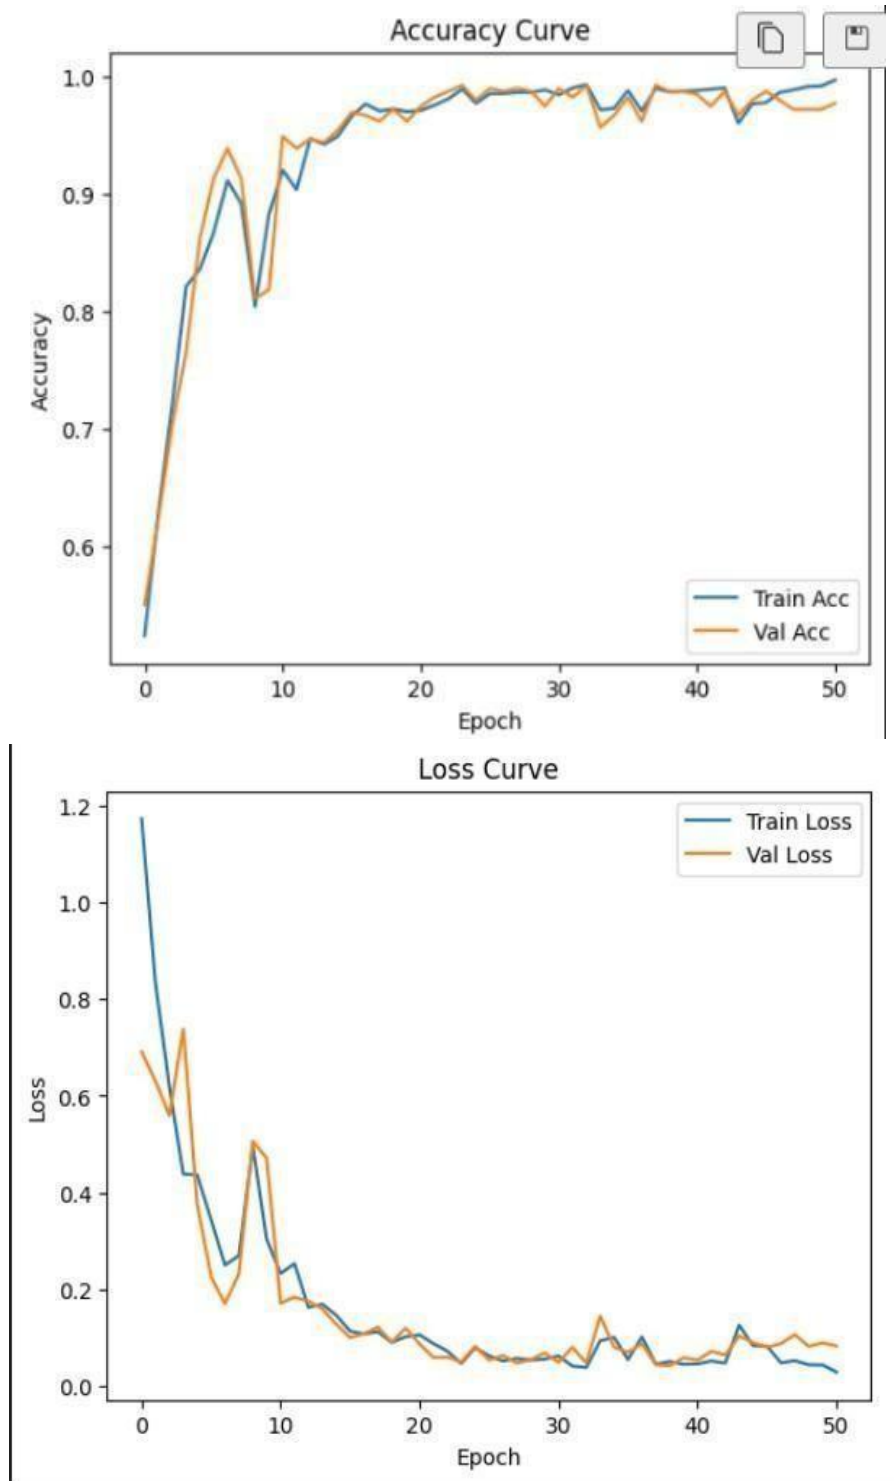 Accuracy Curve
1.0
0.9
0.8
0.7
0.6
Accuracy
Train Acc
Val Acc
0 10 20 30 40 50
Epoch
Loss Curve
1.2
1.0
0.8
0.6
0.4
0.2
0.0
Loss
Train Loss
Val Loss
0 10 20 30 40 50
Epoch